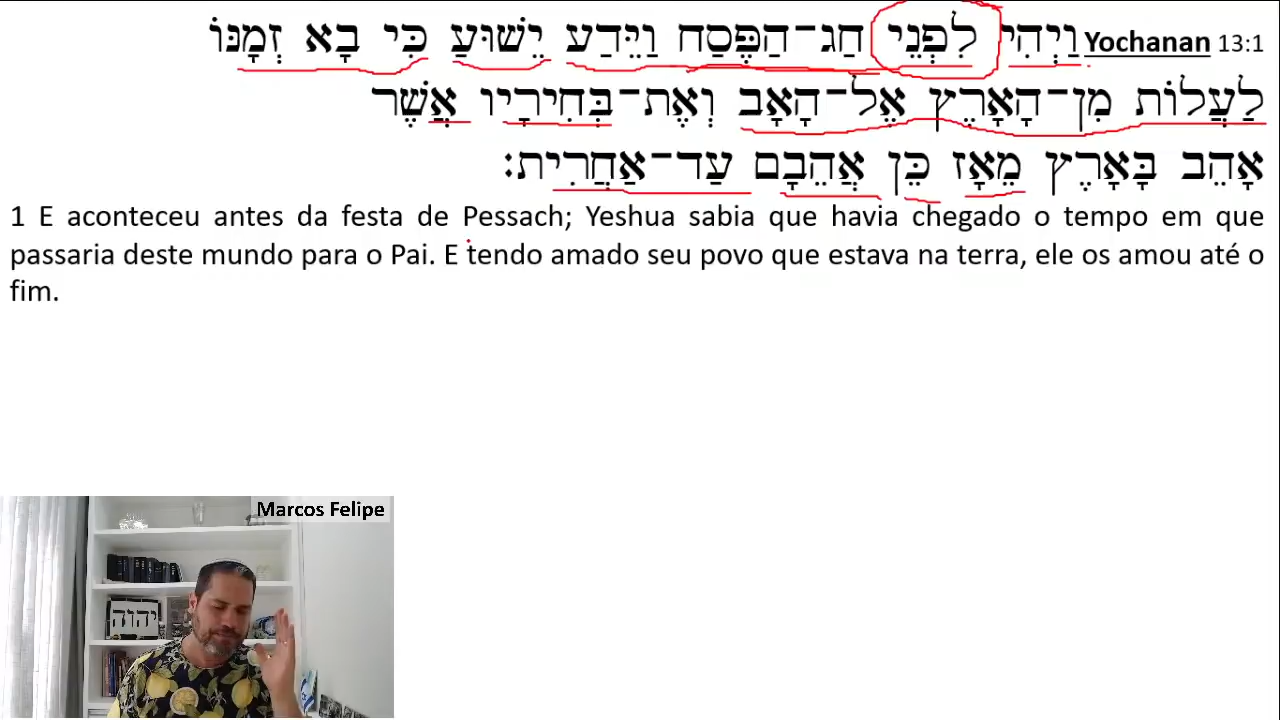 Yochanan 13:1 וַיְהִי לִפְנֵי חַג־הַפֶּסַח וַיֵּדַע יֵשׁוּעַ כִּי בָא זְמָנּוֹ
לַעֲלוֹת מִן־הָאָרֶץ אֶל־הָאָב וְאֶת־בְּחִירָיו אֲשֶׁר
אָהֵב בָּאָרֶץ מֵאָז כֵּן אֲהֵבָם עַד־אַחֲרִית׃
1 E aconteceu antes da festa de Pessach; Yeshua sabia que havia chegado o tempo em que
passaria deste mundo para o Pai. E tendo amado seu povo que estava na terra, ele os amou até o
fim.
Marcos Felipe
יהוה